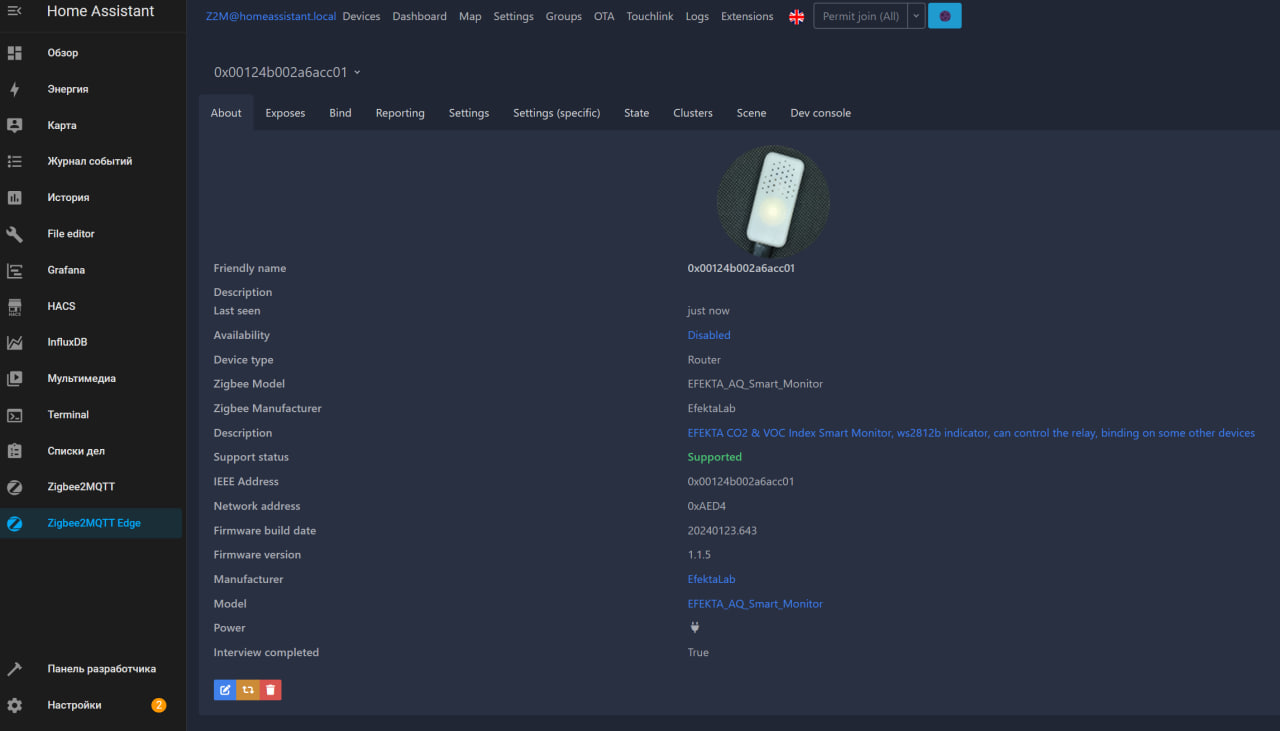 Home Assistant
Обзор
Энергия
Карта
Журнал событий
История
File editor
Grafana
HACS
HACS
InfluxDB
Мультимедиа
Terminal
Списки дел
Zigbee2MQTT
Zigbee2MQTT Edge
Панель разработчика
Настройки 2
Z2M@homeassistant.local Devices Dashboard Map Settings Groups OTA Touchlink Logs Extensions Permit join (All)
0x00124b002a6acc01
About Exposes Bind Reporting Settings Settings (specific) State Clusters Scene Dev console
Friendly name 0x00124b002a6acc01
Description
Last seen just now
Availability Disabled
Device type Router
Zigbee Model EFEKTA_AQ_Smart_Monitor
Zigbee Manufacturer EfektaLab
Description EFEKTA CO2 & VOC Index Smart Monitor, ws2812b indicator, can control the relay, binding on some other devices
Support status Supported
IEEE Address 0x00124b002a6acc01
Network address 0xAED4
Firmware build date 20240123.643
Firmware version 1.1.5
Manufacturer EfektaLab
Model EFEKTA_AQ_Smart_Monitor
Power
Interview completed True